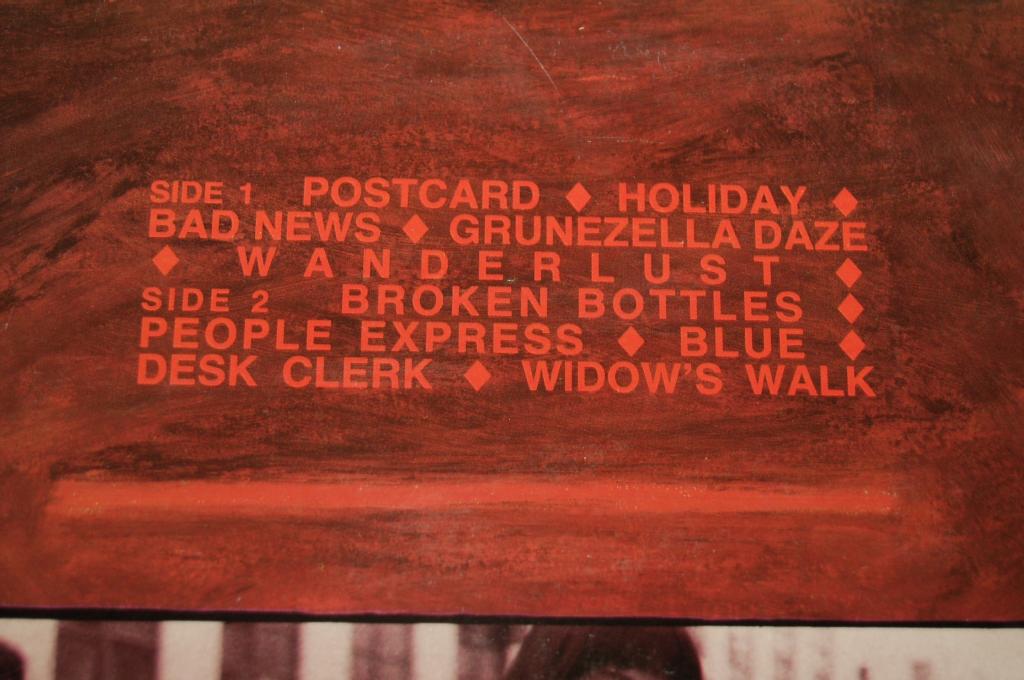 SIDE 1 POSTCARD ♦ HOLIDAY ♦
BAD NEWS ♦ GRUNEZELLA DAZE
♦ WANDERLUST ♦
SIDE 2 BROKEN BOTTLES ♦
PEOPLE EXPRESS ♦ BLUE ♦
DESK CLERK ♦ WIDOW'S WALK